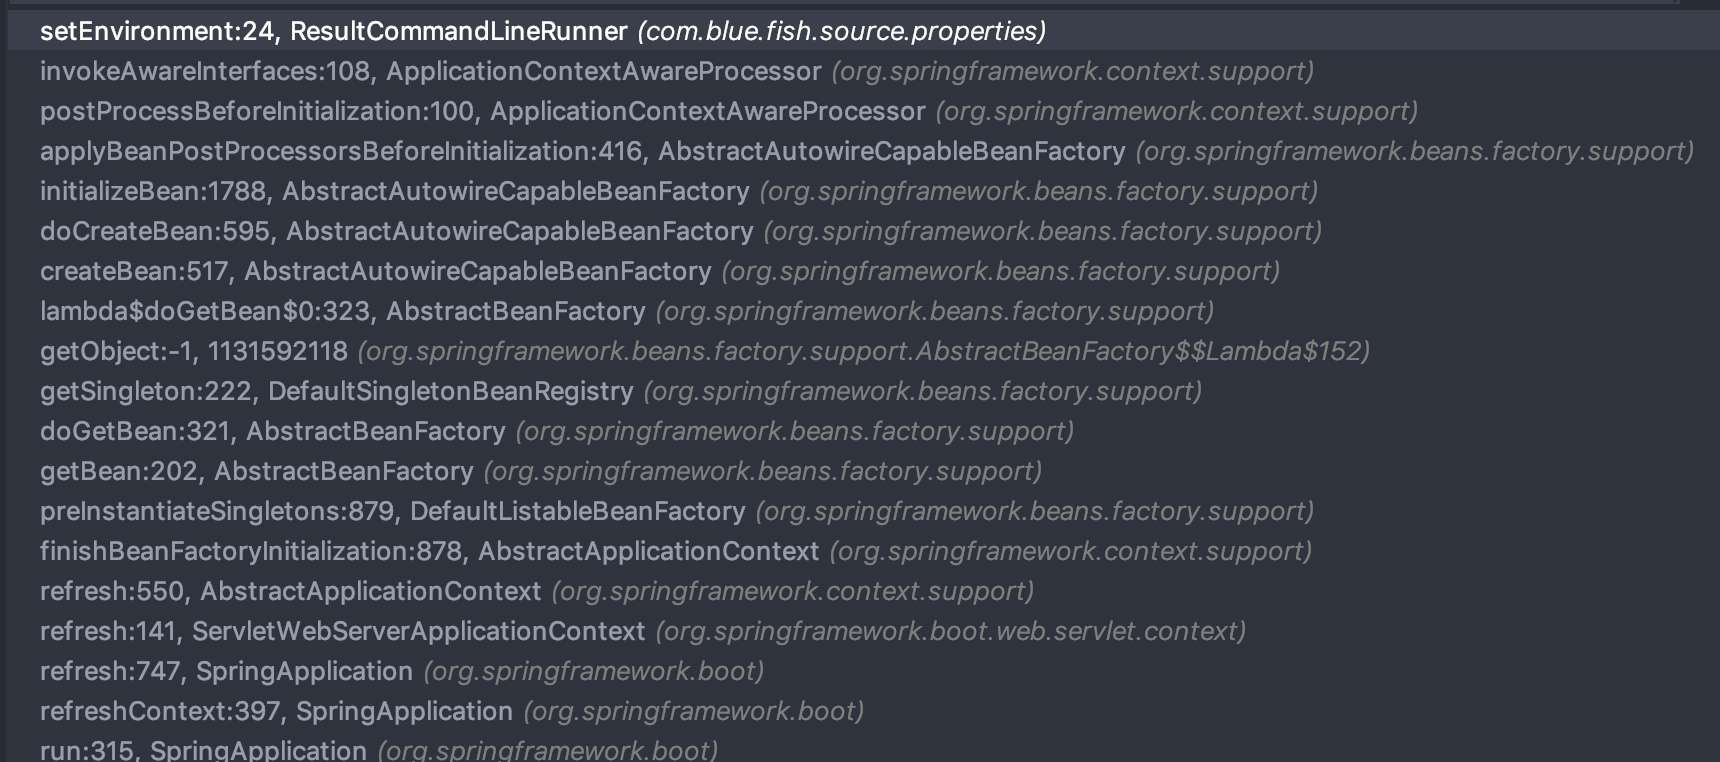 setEnvironment:24, ResultCommandLineRunner (com.blue.fish.source.properties)
invokeAwareInterfaces:108, ApplicationContextAwareProcessor (org.springframework.context.support)
postProcessBeforeInitialization:100, ApplicationContextAwareProcessor (org.springframework.context.support)
applyBeanPostProcessorsBeforeInitialization:416, AbstractAutowireCapableBeanFactory (org.springframework.beans.factory.support)
initializeBean:1788, AbstractAutowireCapableBeanFactory (org.springframework.beans.factory.support)
doCreateBean:595, AbstractAutowireCapableBeanFactory (org.springframework.beans.factory.support)
createBean:517, AbstractAutowireCapableBeanFactory (org.springframework.beans.factory.support)
lambda$doGetBean$0:323, AbstractBeanFactory (org.springframework.beans.factory.support)
getObject:-1, 1131592118 (org.springframework.beans.factory.support.AbstractBeanFactory$$Lambda$152)
getSingleton:222, DefaultSingletonBeanRegistry (org.springframework.beans.factory.support)
doGetBean:321, AbstractBeanFactory (org.springframework.beans.factory.support)
getBean:202, AbstractBeanFactory (org.springframework.beans.factory.support)
preInstantiateSingletons:879, DefaultListableBeanFactory (org.springframework.beans.factory.support)
finishBeanFactoryInitialization:878, AbstractApplicationContext (org.springframework.context.support)
refresh:550, AbstractApplicationContext (org.springframework.context.support)
refresh:141, ServletWebServerApplicationContext (org.springframework.boot.web.servlet.context)
refresh:747, SpringApplication (org.springframework.boot)
refreshContext:397, SpringApplication (org.springframework.boot)
run:315, SpringApplication (org.springframework.boot)